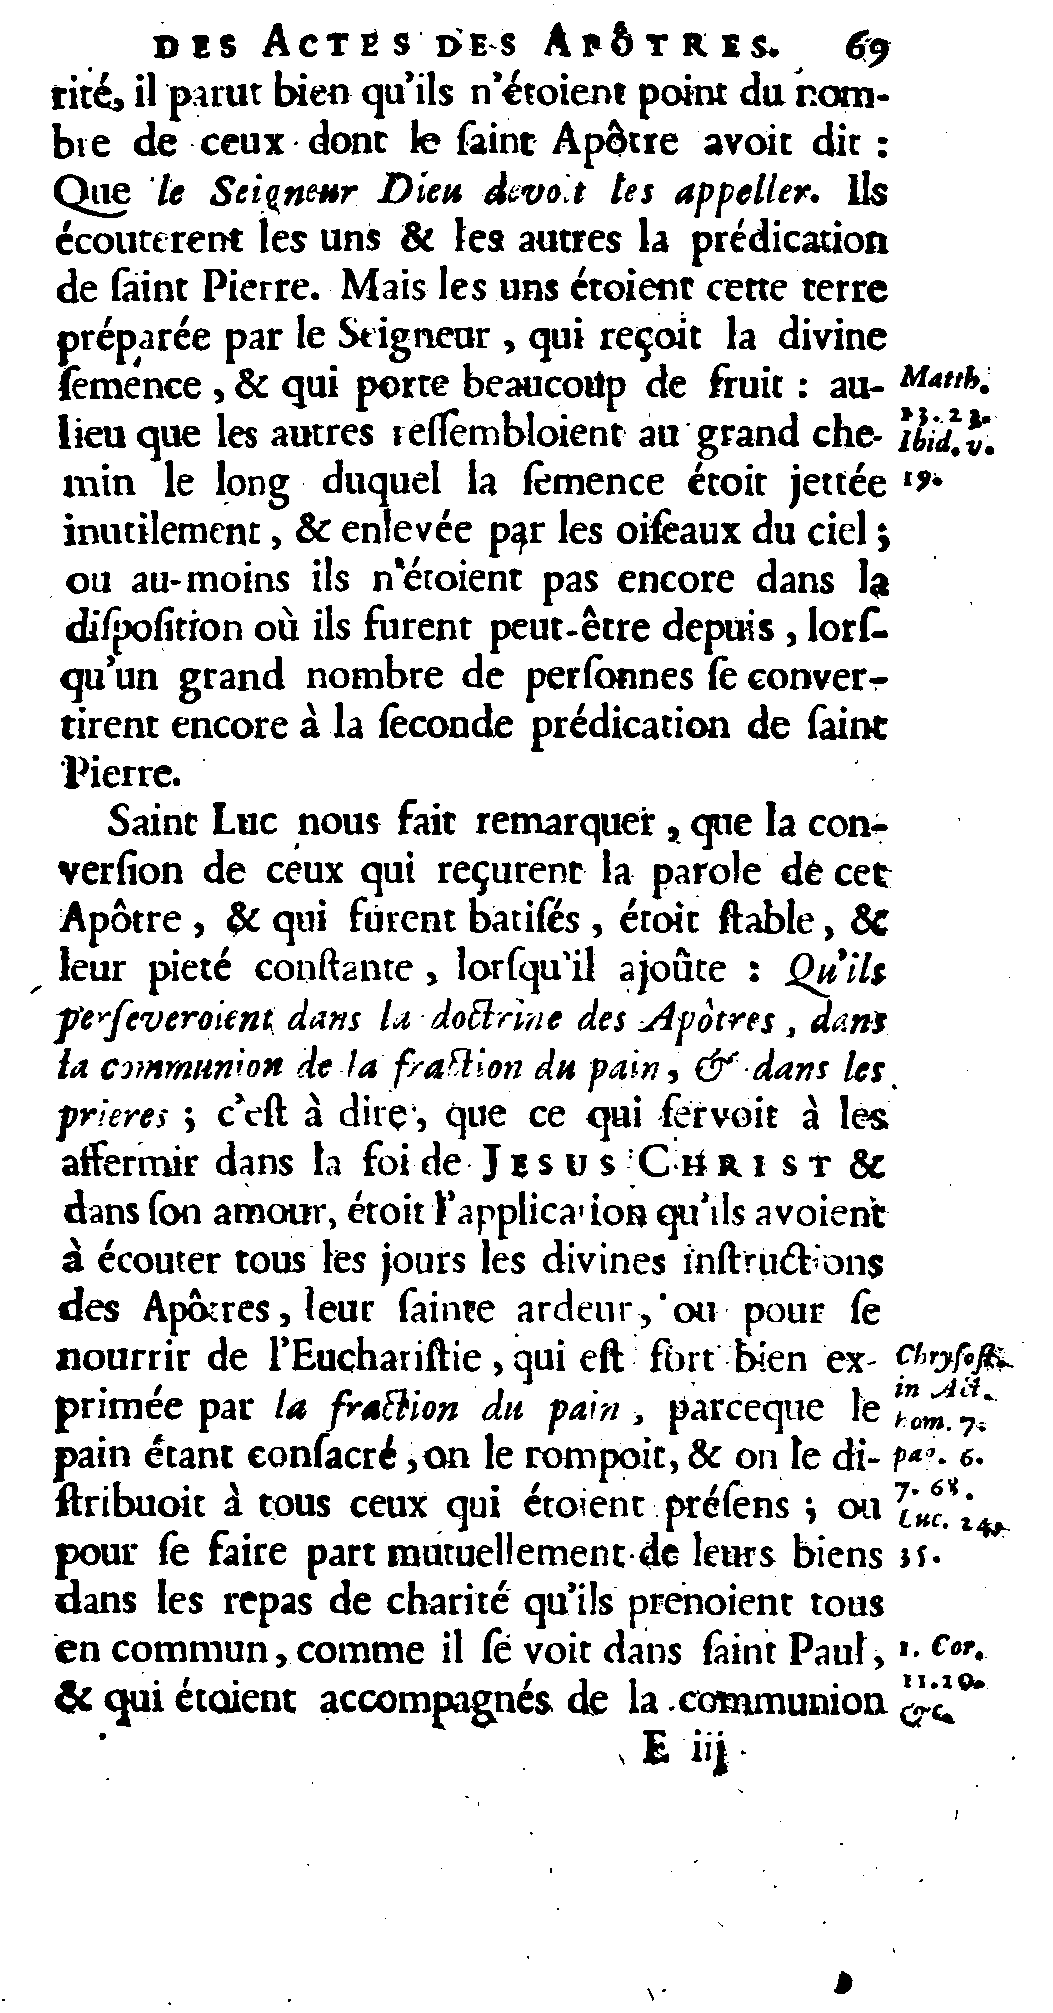 DES ACTES DES APÔTRES. 69
rité, il parut bien qu'ils n'étoient point du nom-
bre de ceux dont le ſaint Apôtre avoit dit :
Que le Seigneur Dieu devoit les appeller. Ils
écouterent les uns & les autres la prédication
de ſaint Pierre. Mais les uns étoient cette terre
préparée par le Seigneur, qui reçoit la divine
ſemence, & qui porte beaucoup de fruit : au-
Matth.
13. 23.
lieu que les autres reſſembloient au grand che-
Ibid. v.
min le long duquel la ſemence étoit jettée
19.
inutilement, & enlevée par les oiſeaux du ciel ;
ou au-moins ils n'étoient pas encore dans la
diſpoſition où ils furent peut-être depuis, lorſ-
qu'un grand nombre de perſonnes ſe conver-
tirent encore à la ſeconde prédication de ſaint
Pierre.
Saint Luc nous fait remarquer, que la con-
verſion de ceux qui reçurent la parole de cet
Apôtre, & qui furent batiſés, étoit ſtable, &
leur pieté conſtante, lorſqu'il ajoûte : Qu'ils
perſeveroient dans la doctrine des Apôtres, dans
la communion de la fraction du pain, & dans les
prieres ; c'eſt à dire, que ce qui ſervoit à les
affermir dans la foi de JESUS CHRIST &
dans ſon amour, étoit l'application qu'ils avoient
à écouter tous les jours les divines inſtructions
des Apôtres, leur ſainte ardeur, ou pour ſe
nourrir de l'Euchariſtie, qui eſt fort bien ex-
Chryſoſt.
in Act.
primée par la fraction du pain, parceque le
hom. 7.
pain étant conſacré, on le rompoit, & on le di-
pag. 6.
ſtribuoit à tous ceux qui étoient préſens ; ou
7. 68.
Luc. 24.
pour ſe faire part mutuellement de leurs biens
35.
dans les repas de charité qu'ils prenoient tous
en commun, comme il ſe voit dans ſaint Paul,
1. Cor.
11. 20.
& qui étoient accompagnés de la communion
&c.
E iij